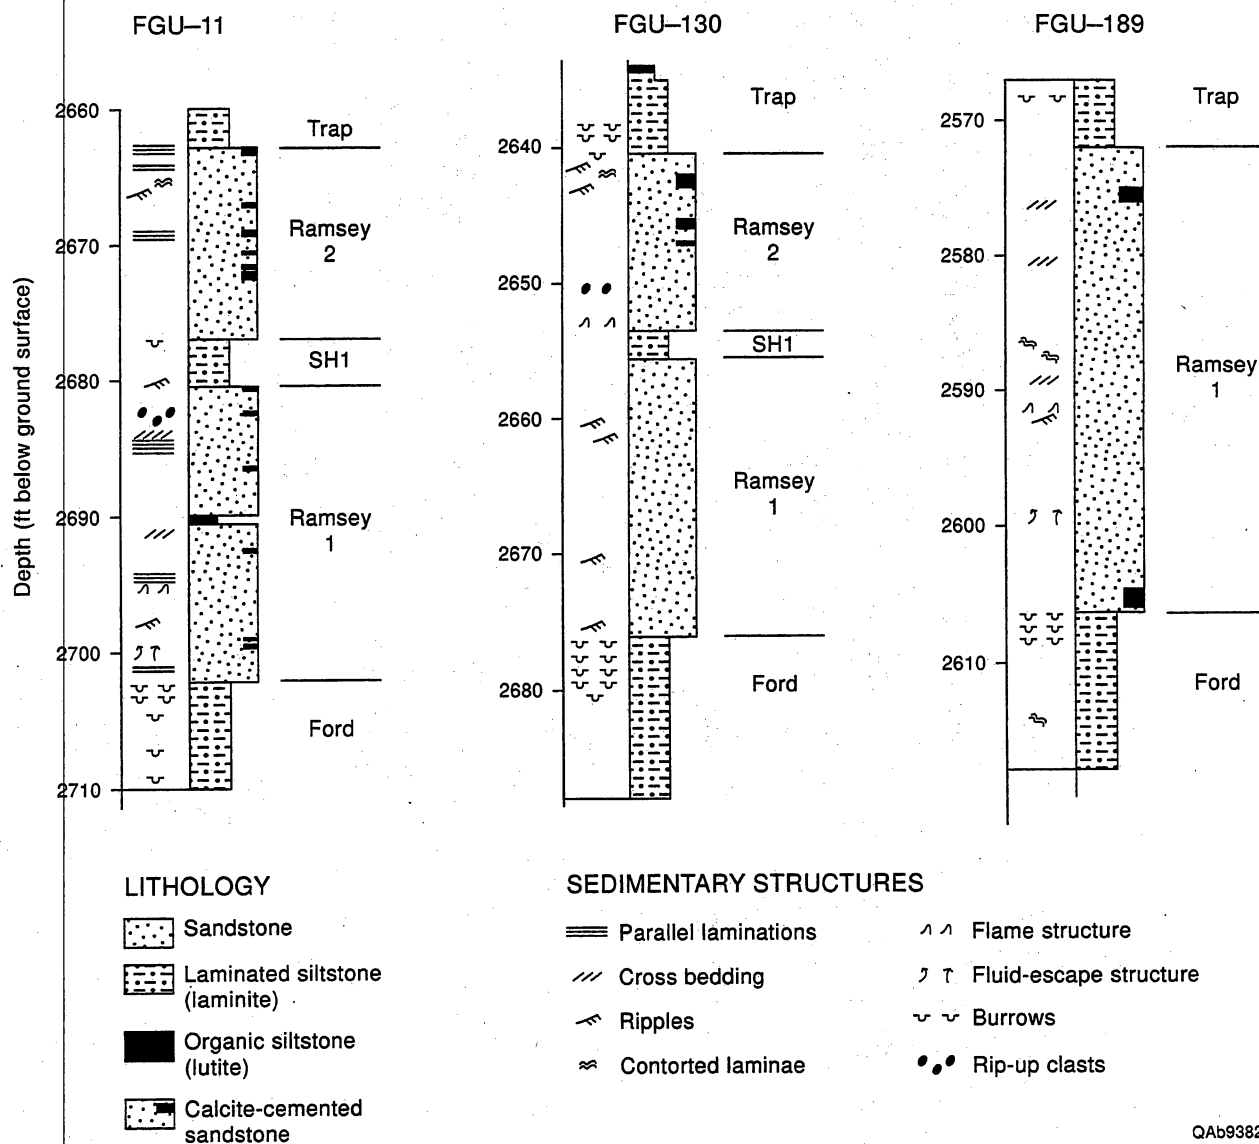 FGU–11
FGU–130
FGU–189
Depth (ft below ground surface)
2660
2670
2680
2690
2700
2710
Trap
Ramsey
2
SH1
Ramsey
1
Ford
2640
2650
2660
2670
2680
Trap
Ramsey
2
SH1
Ramsey
1
Ford
2570
2580
2590
2600
2610
Trap
Ramsey
1
Ford
LITHOLOGY
Sandstone
Laminated siltstone
(laminite)
Organic siltstone
(lutite)
Calcite-cemented
sandstone
SEDIMENTARY STRUCTURES
Parallel laminations
Cross bedding
Ripples
Contorted laminae
Flame structure
Fluid-escape structure
Burrows
Rip-up clasts
QAb9382